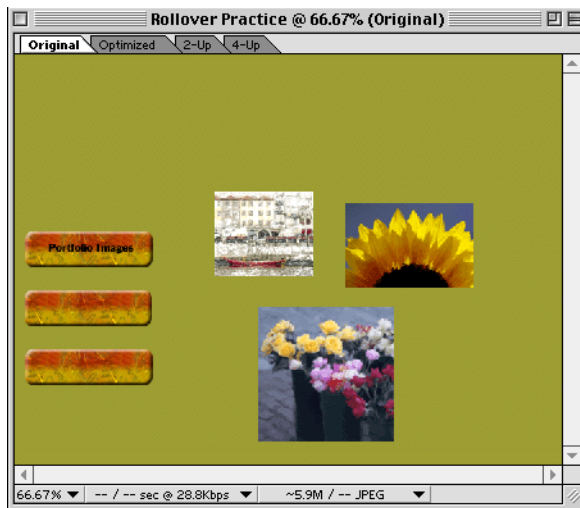 Rollover Practice @ 66.67% (Original)
Original Optimized 2-Up 4-Up
Portfolio Images
66.67% -- / -- sec @ 28.8Kbps ~5.9M / -- JPEG